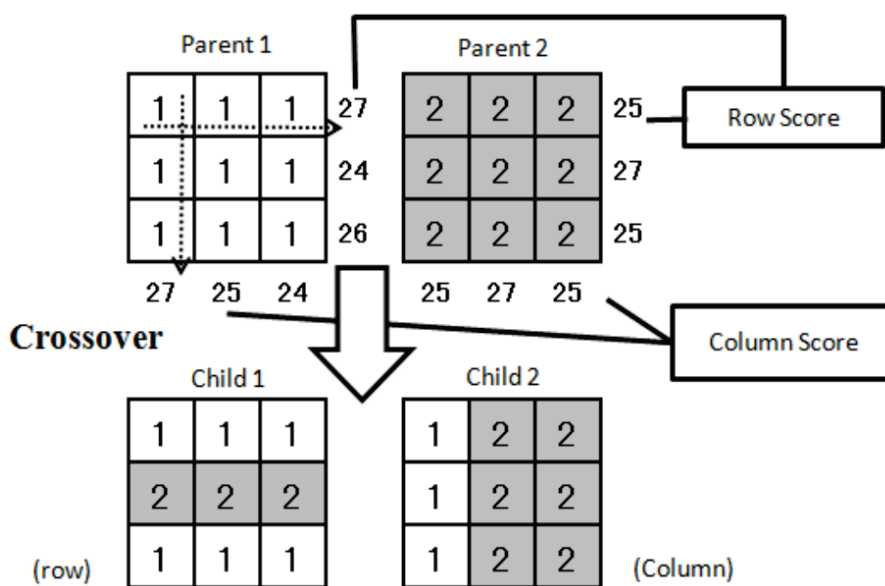 Parent 1
Parent 2
1 1 1 27
2 2 2 25
Row Score
1 1 1 24
2 2 2 27
1 1 1 26
2 2 2 25
27 25 24
25 27 25
Crossover
Column Score
Child 1
Child 2
1 1 1
1 2 2
2 2 2
1 2 2
(row)
1 1 1
1 2 2
(Column)